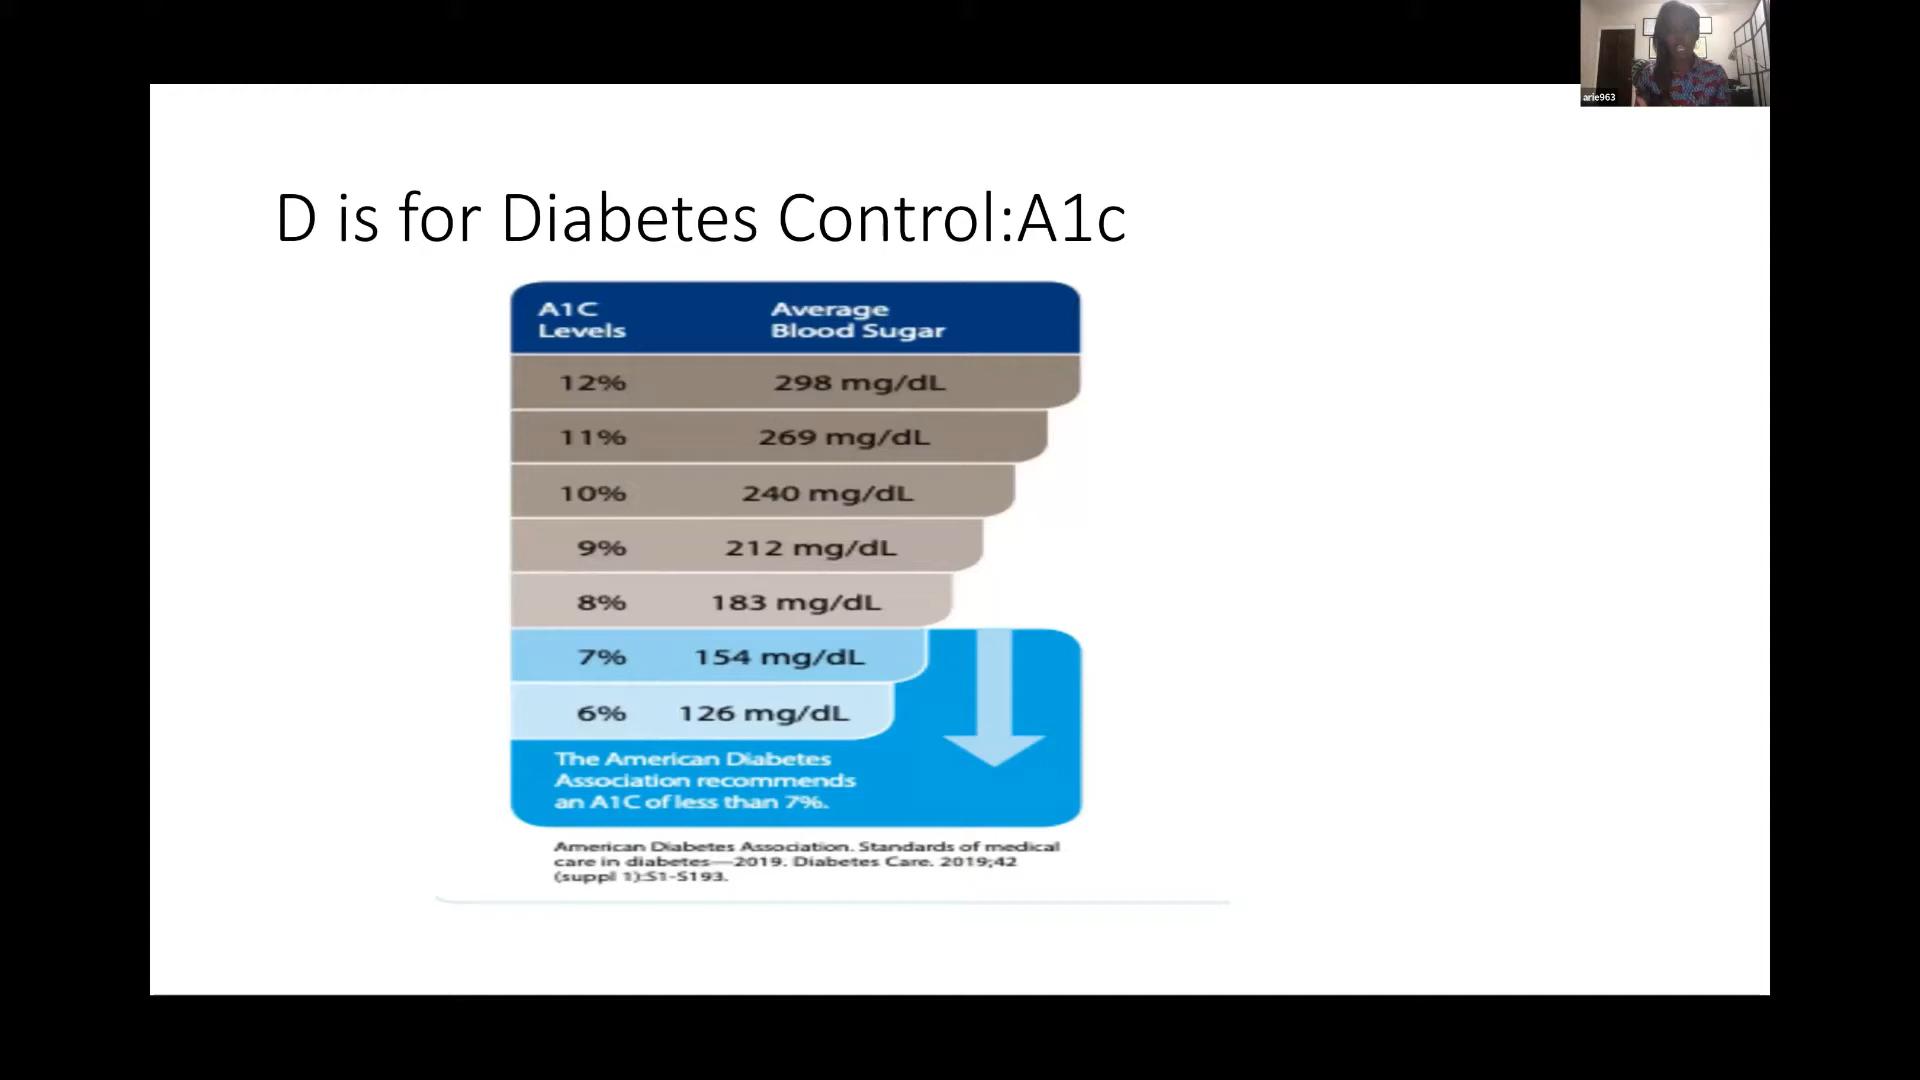 arie963
D is for Diabetes Control:A1c
A1C Levels
Average Blood Sugar
12% 298 mg/dL
11% 269 mg/dL
10% 240 mg/dL
9% 212 mg/dL
8% 183 mg/dL
7% 154 mg/dL
6% 126 mg/dL
The American Diabetes
Association recommends
an A1C of less than 7%.
American Diabetes Association. Standards of medical
care in diabetes—2019. Diabetes Care. 2019;42
(suppl 1):S1-S193.